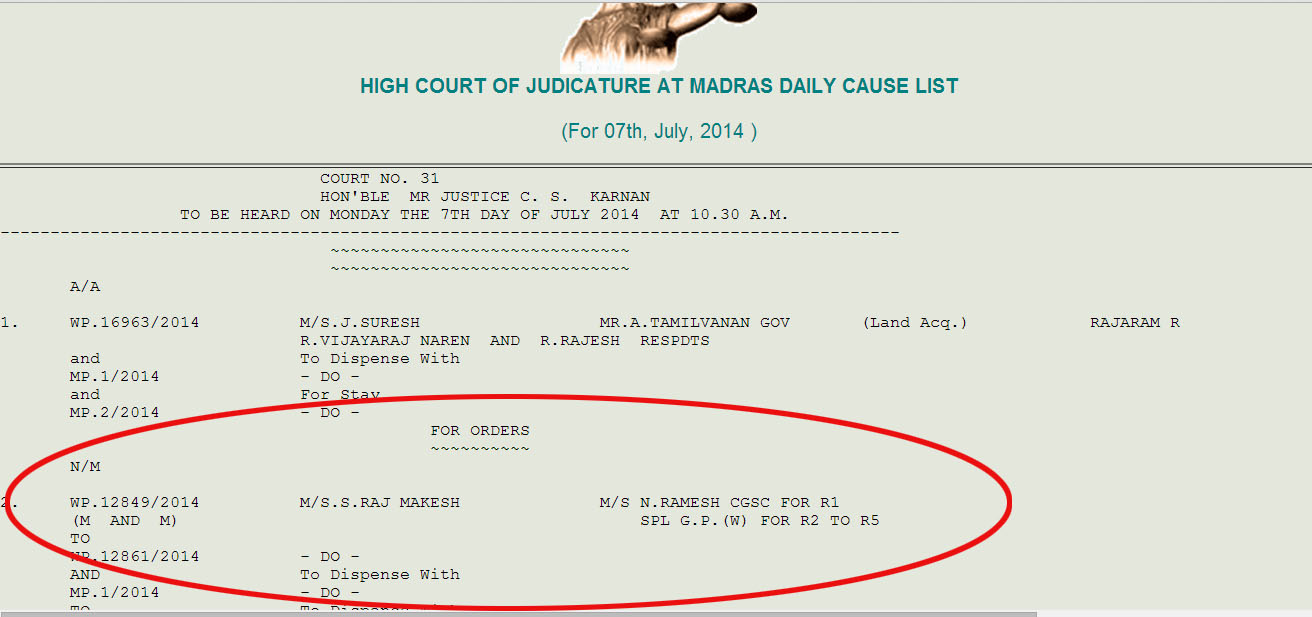 HIGH COURT OF JUDICATURE AT MADRAS DAILY CAUSE LIST
(For 07th, July, 2014 )
COURT NO. 31
HON'BLE MR JUSTICE C. S. KARNAN
TO BE HEARD ON MONDAY THE 7TH DAY OF JULY 2014 AT 10.30 A.M.
------------------------------------------------------------------------------------------
~~~~~~~~~~~~~~~~~~~~~~~~~~~~~~
~~~~~~~~~~~~~~~~~~~~~~~~~~~~~~
A/A
1. WP.16963/2014 M/S.J.SURESH MR.A.TAMILVANAN GOV (Land Acq.) RAJARAM R
R.VIJAYARAJ NAREN AND R.RAJESH RESPDTS
and To Dispense With
MP.1/2014 - DO -
and For Stay
MP.2/2014 - DO -
FOR ORDERS
~~~~~~~~~~
N/M
2. WP.12849/2014 M/S.S.RAJ MAKESH M/S N.RAMESH CGSC FOR R1
(M AND M) SPL G.P.(W) FOR R2 TO R5
TO
WP.12861/2014 - DO -
AND To Dispense With
MP.1/2014 - DO -
TO To Dispense With